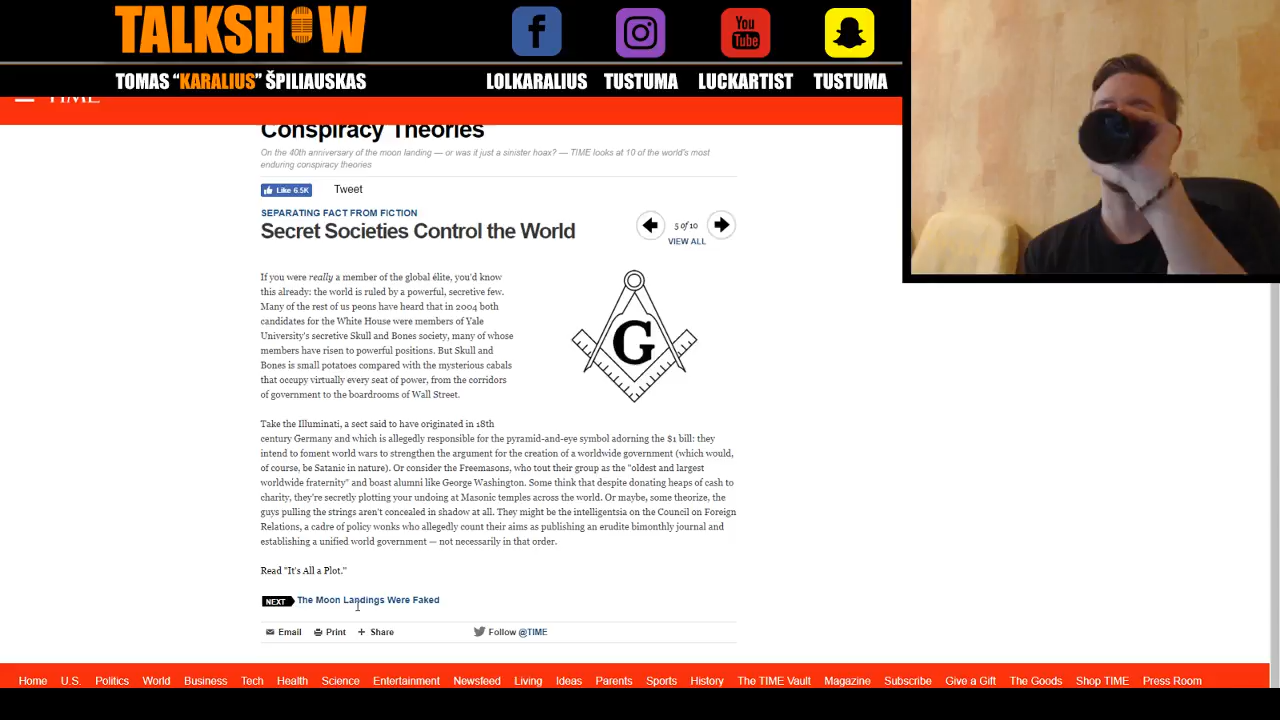 TALKSHOW
TOMAS "KARALIUS" ŠPILIAUSKAS
You
Tube
LOLKARALIUS
TUSTUMA
LUCKARTIST
TUSTUMA
TIME
Conspiracy Theories
On the 40th anniversary of the moon landing — or was it just a sinister hoax? — TIME looks at 10 of the world's most
enduring conspiracy theories
Like 6.5K
Tweet
SEPARATING FACT FROM FICTION
Secret Societies Control the World
5 of 10
VIEW ALL
If you were really a member of the global élite, you'd know
this already: the world is ruled by a powerful, secretive few.
Many of the rest of us peons have heard that in 2004 both
candidates for the White House were members of Yale
University's secretive Skull and Bones society, many of whose
members have risen to powerful positions. But Skull and
Bones is small potatoes compared with the mysterious cabals
that occupy virtually every seat of power, from the corridors
of government to the boardrooms of Wall Street.
G
Take the Illuminati, a sect said to have originated in 18th
century Germany and which is allegedly responsible for the pyramid-and-eye symbol adorning the $1 bill: they
intend to foment world wars to strengthen the argument for the creation of a worldwide government (which would,
of course, be Satanic in nature). Or consider the Freemasons, who tout their group as the "oldest and largest
worldwide fraternity" and boast alumni like George Washington. Some think that despite donating heaps of cash to
charity, they're secretly plotting your undoing at Masonic temples across the world. Or maybe, some theorize, the
guys pulling the strings aren't concealed in shadow at all. They might be the intelligentsia on the Council on Foreign
Relations, a cadre of policy wonks who allegedly count their aims as publishing an erudite bimonthly journal and
establishing a unified world government — not necessarily in that order.
Read "It's All a Plot."
NEXT The Moon Landings Were Faked
Email Print Share Follow @TIME
Home U.S. Politics World Business Tech Health Science Entertainment Newsfeed Living Ideas Parents Sports History The TIME Vault Magazine Subscribe Give a Gift The Goods Shop TIME Press Room